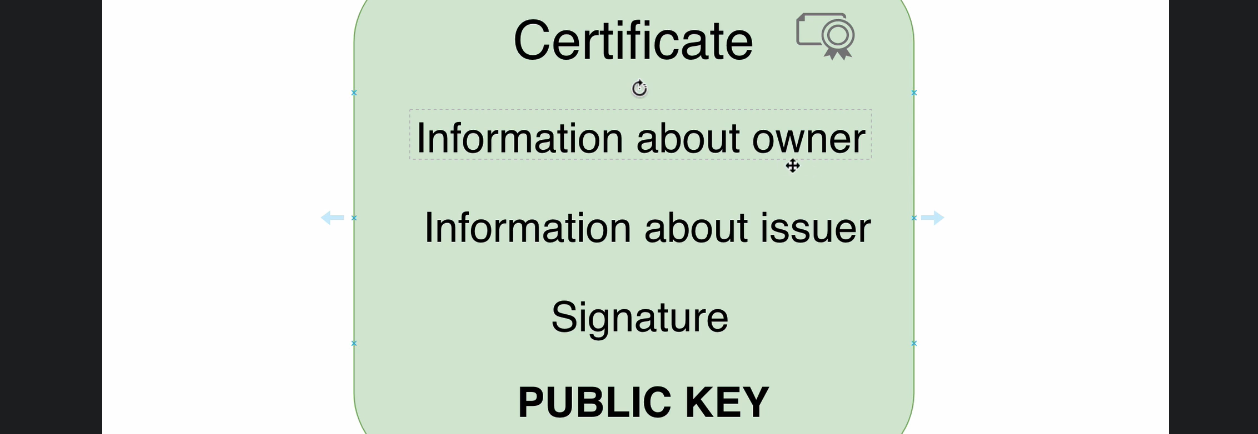 Certificate
Information about owner
Information about issuer
Signature
PUBLIC KEY